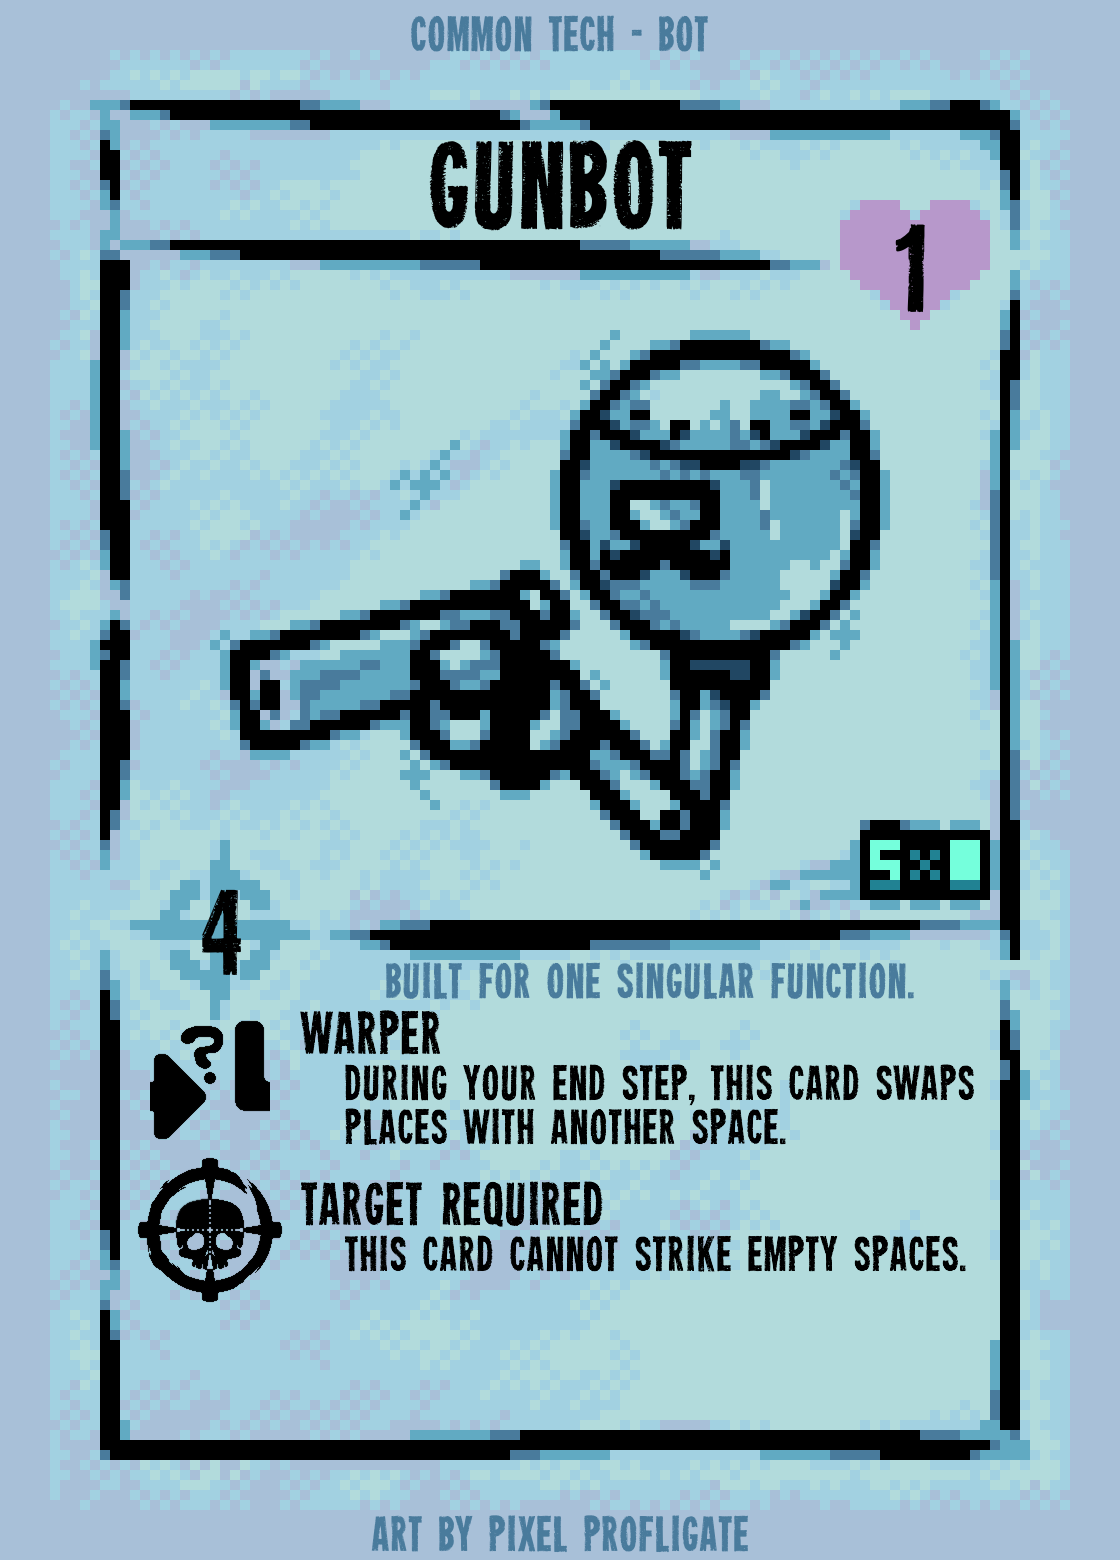 COMMON TECH - BOT
GUNBOT
1
5X
4
BUILT FOR ONE SINGULAR FUNCTION.
?
WARPER
DURING YOUR END STEP, THIS CARD SWAPS
PLACES WITH ANOTHER SPACE.
TARGET REQUIRED
THIS CARD CANNOT STRIKE EMPTY SPACES.
ART BY PIXEL PROFLIGATE